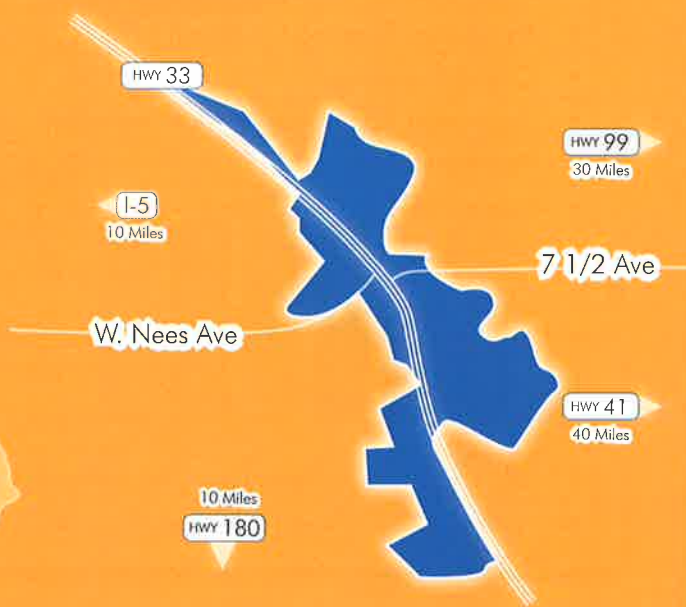 HWY 33
HWY 99
30 Miles
I-5
10 Miles
7 1/2 Ave
W. Nees Ave
HWY 41
40 Miles
10 Miles
HWY 180